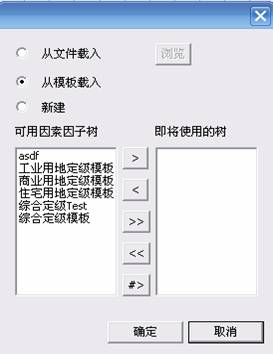 从文件载入
浏览
从模板载入
新建
可用因素因子树
即将使用的树
asdf
工业用地定级模板
商业用地定级模板
住宅用地定级模板
综合定级Test
综合定级模板
>
<
>>
<<
#>
确定
取消